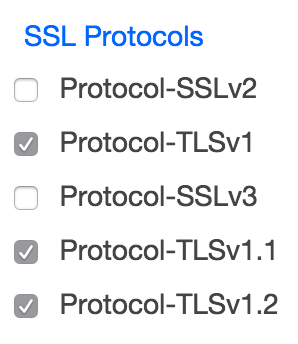 SSL Protocols
Protocol-SSLv2
Protocol-TLSv1
Protocol-SSLv3
Protocol-TLSv1.1
Protocol-TLSv1.2